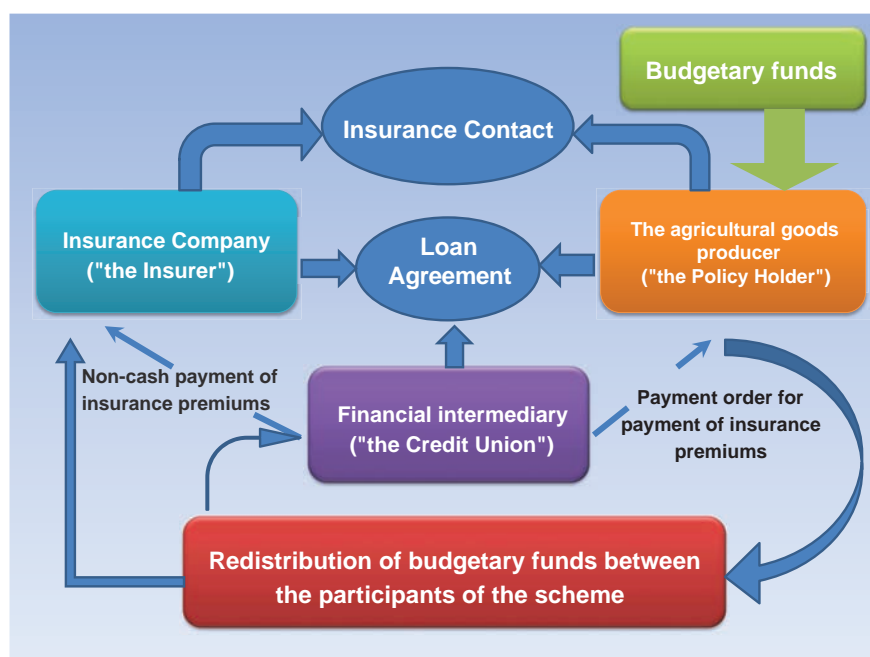 Budgetary funds
Insurance Contact
Insurance Company
("the Insurer")
Loan
Agreement
The agricultural goods
producer
("the Policy Holder")
Non-cash payment of
insurance premiums
Financial intermediary
("the Credit Union")
Payment order for
payment of insurance
premiums
Redistribution of budgetary funds between
the participants of the scheme